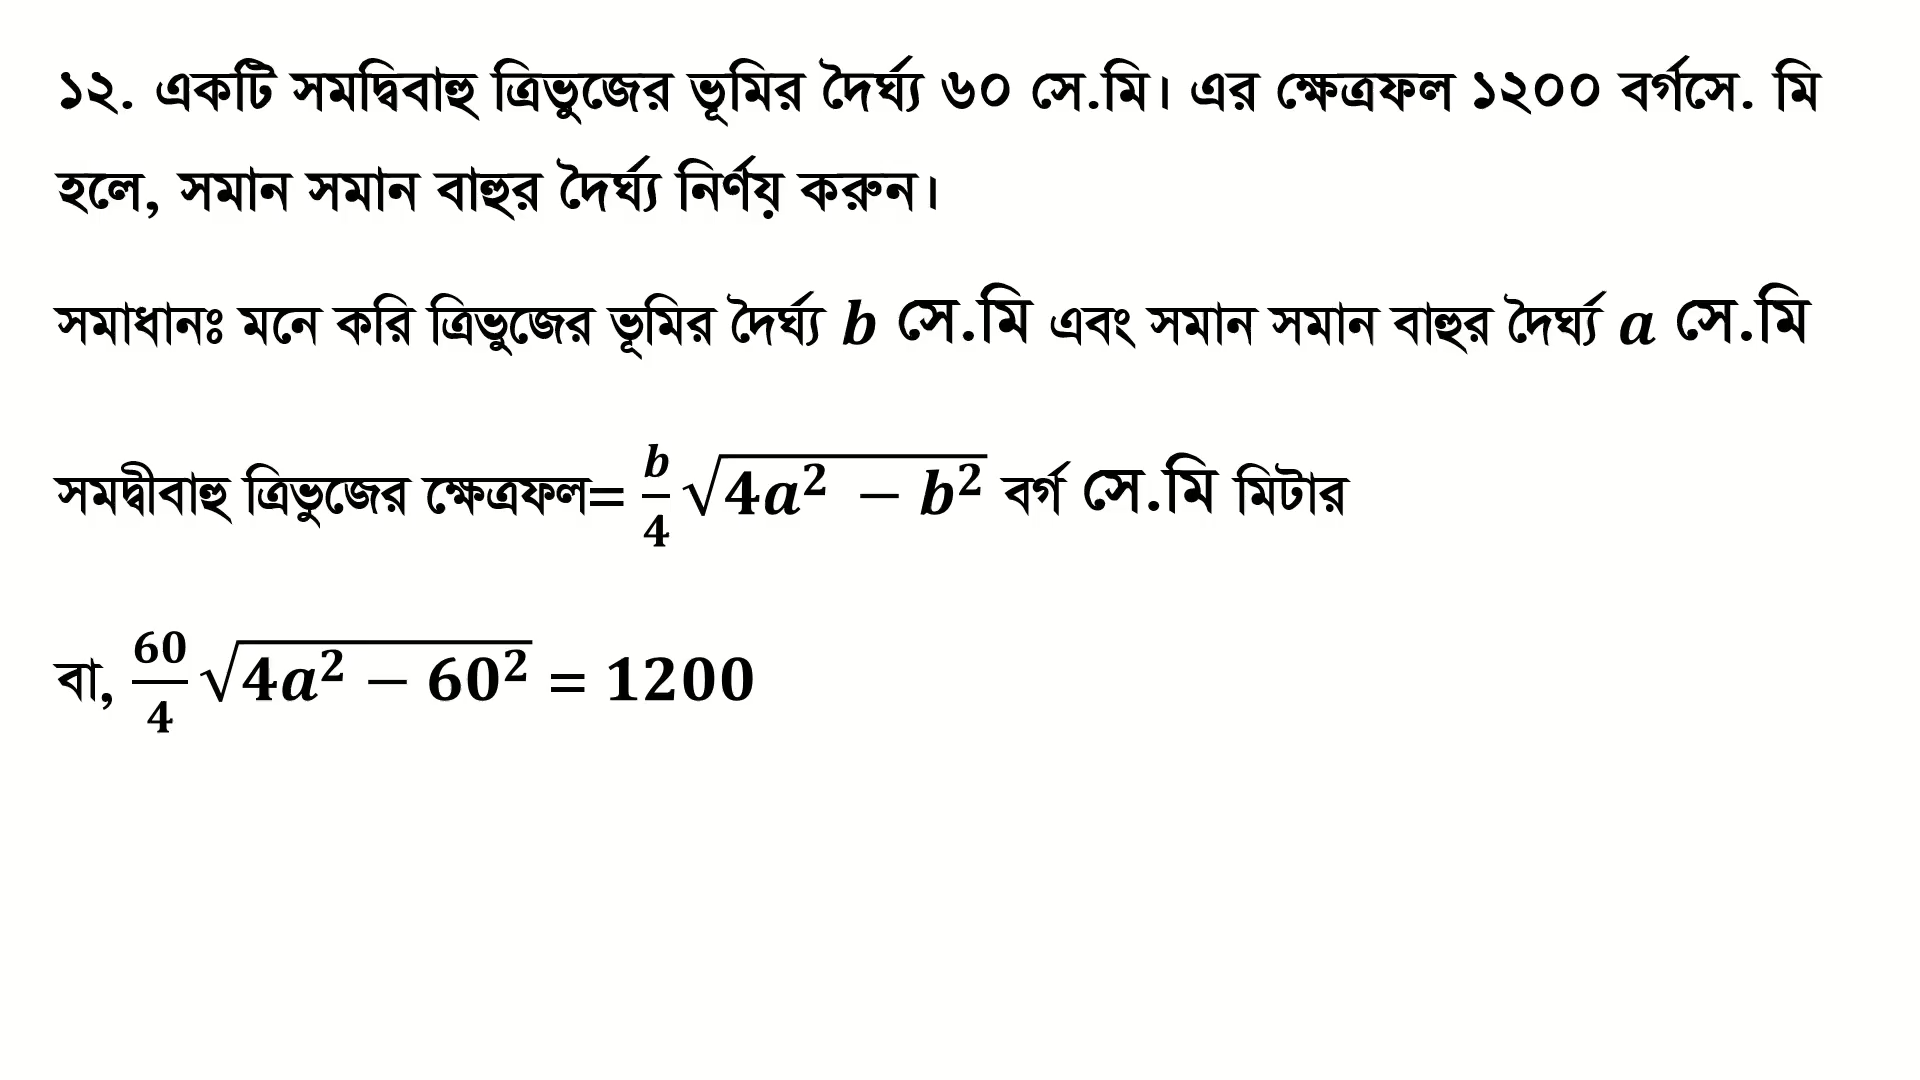 ১২. একটি সমদ্বিবাহু ত্রিভুজের ভূমির দৈর্ঘ্য ৬০ সে.মি। এর ক্ষেত্রফল ১২০০ বর্গসে. মি
হলে, সমান সমান বাহুর দৈর্ঘ্য নির্ণয় করুন।
সমাধানঃ মনে করি ত্রিভুজের ভূমির দৈর্ঘ্য b সে.মি এবং সমান সমান বাহুর দৈর্ঘ্য a সে.মি
সমদ্বীবাহু ত্রিভুজের ক্ষেত্রফল= b/4 √(4a² − b²) বর্গ সে.মি মিটার
বা, 60/4 √(4a² − 60²) = 1200